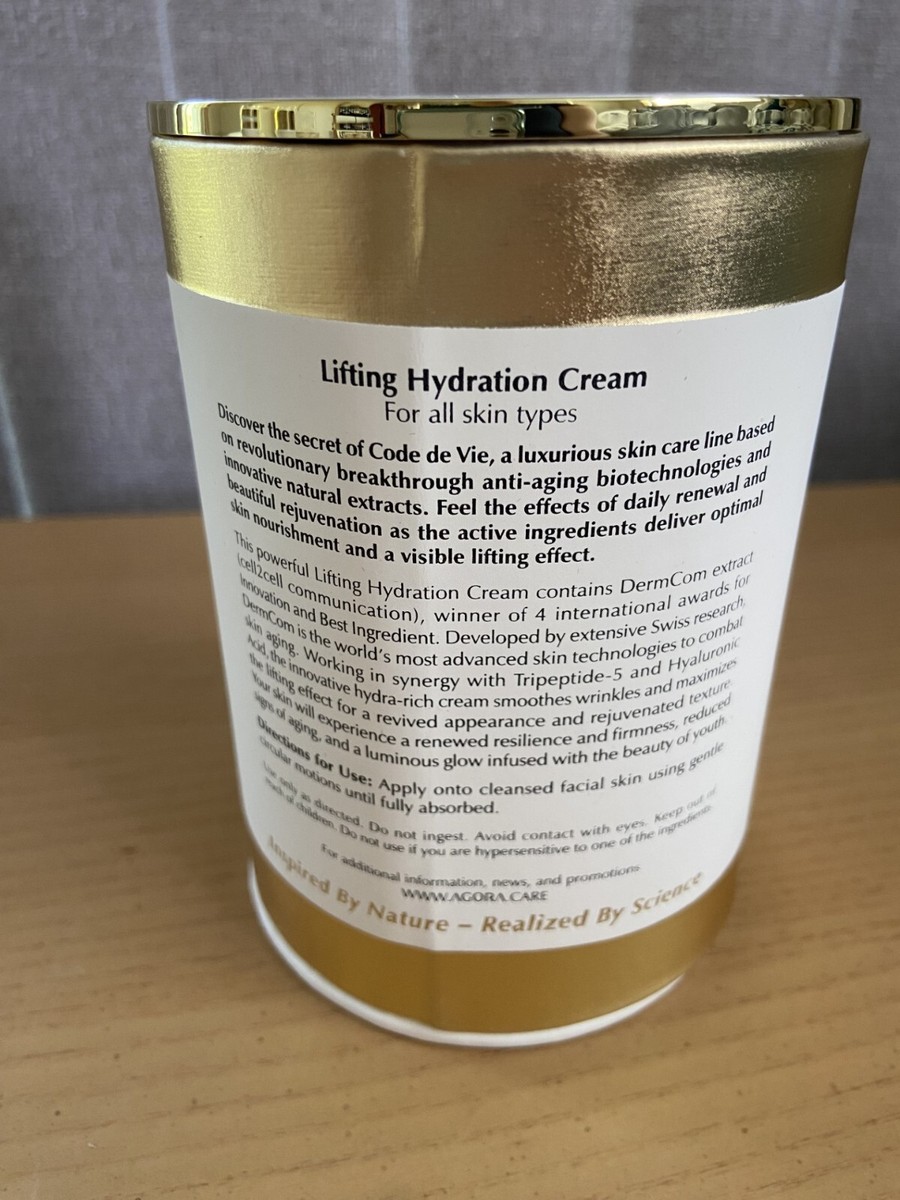 Lifting Hydration Cream
For all skin types
Discover the secret of Code de Vie, a luxurious skin care line based
on revolutionary breakthrough anti-aging biotechnologies and
innovative natural extracts. Feel the effects of daily renewal and
beautiful rejuvenation as the active ingredients deliver optimal
skin nourishment and a visible lifting effect.
This powerful Lifting Hydration Cream contains DermCom extract
(cell2cell communication), winner of 4 international awards for
Innovation and Best Ingredient. Developed by extensive Swiss research,
DermCom is the world's most advanced skin technologies to combat
skin aging. Working in synergy with Tripeptide-5 and Hyaluronic
Acid, the innovative hydra-rich cream smoothes wrinkles and maximizes
the lifting effect for a revived appearance and rejuvenated texture.
Your skin will experience a renewed resilience and firmness, reduced
signs of aging, and a luminous glow infused with the beauty of youth.
Directions for Use: Apply onto cleansed facial skin using gentle
circular motions until fully absorbed.
Use only as directed. Do not ingest. Avoid contact with eyes. Keep out of
reach of children. Do not use if you are hypersensitive to one of the ingredients.
For additional information, news, and promotions
WWW.AGORA.CARE
Inspired By Nature – Realized By Science